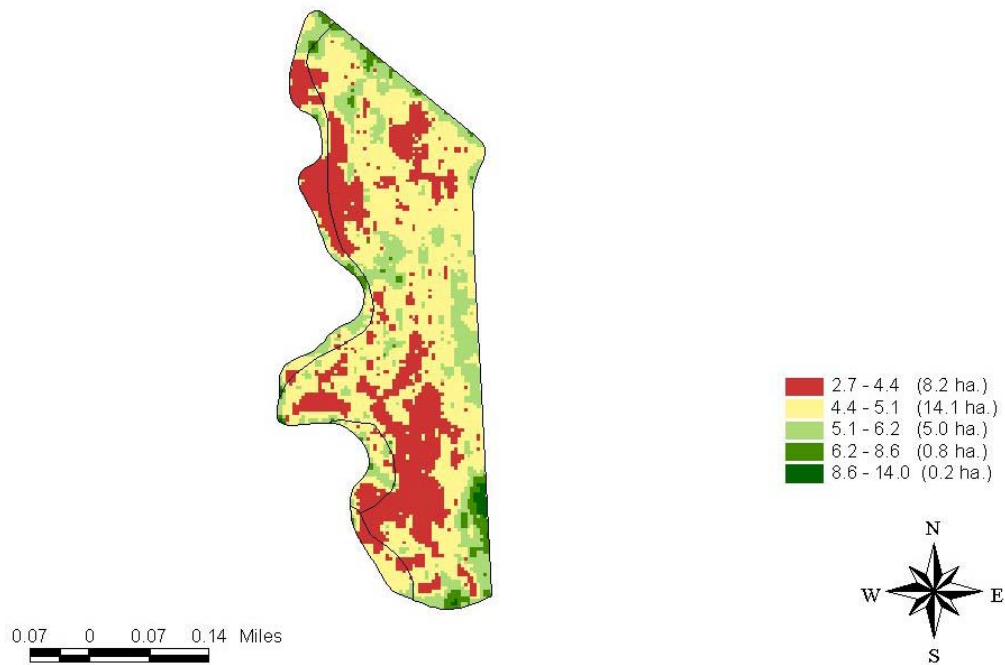 2.7 - 4.4 (8.2 ha.)
4.4 - 5.1 (14.1 ha.)
5.1 - 6.2 (5.0 ha.)
6.2 - 8.6 (0.8 ha.)
8.6 - 14.0 (0.2 ha.)
N
W E
S
0.07 0 0.07 0.14 Miles